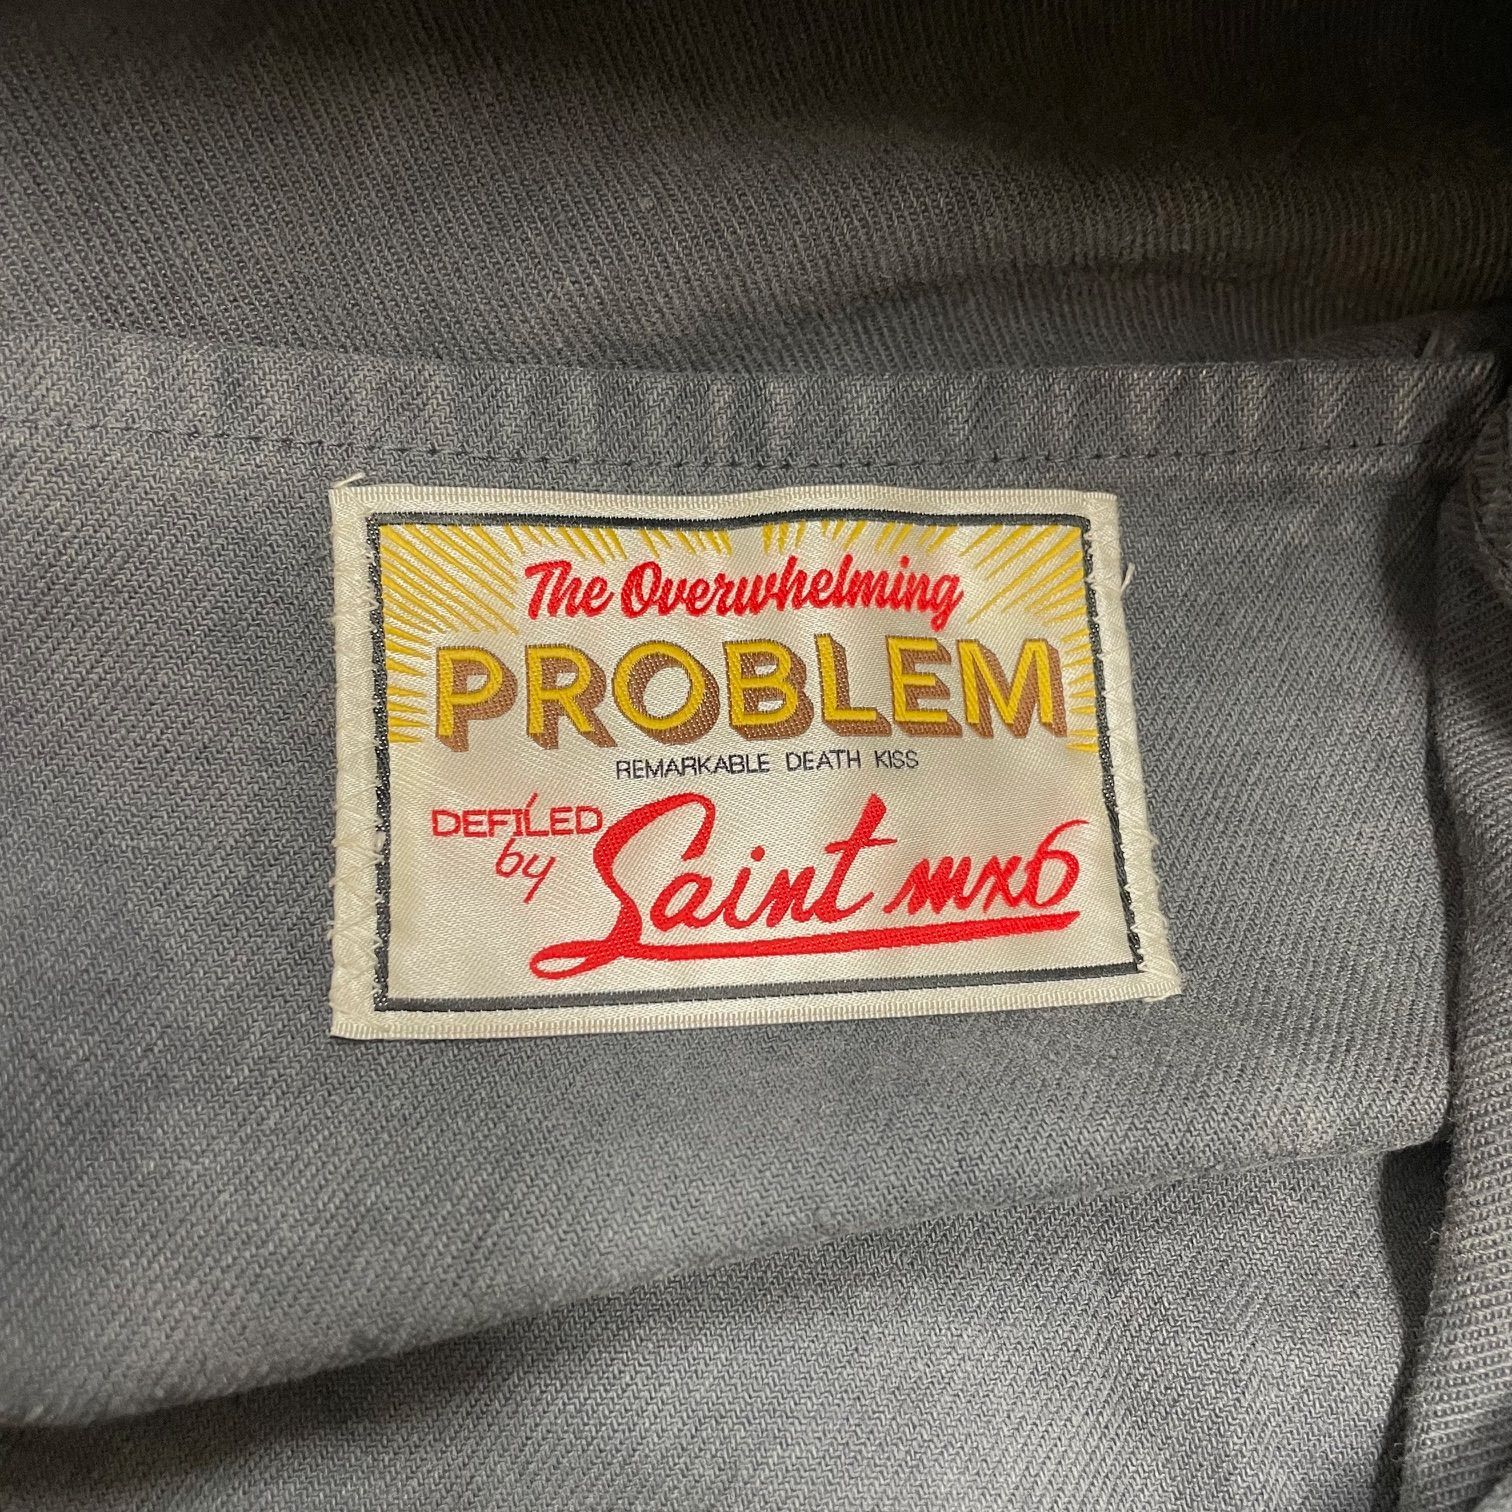 The Overwhelming
PROBLEM
REMARKABLE DEATH KISS
DEFILED
by
Saint mx6